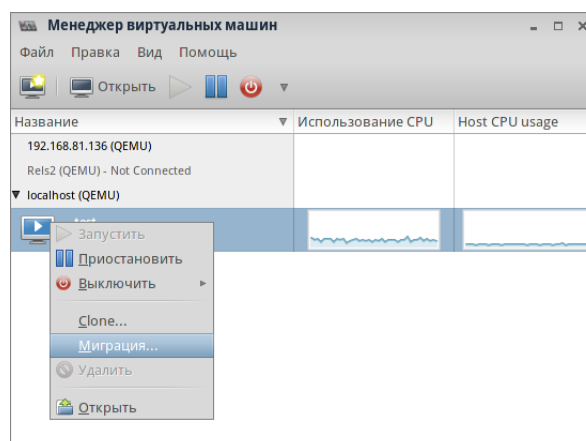 Менеджер виртуальных машин
Файл Правка Вид Помощь
Открыть
Название Использование CPU Host CPU usage
192.168.81.136 (QEMU)
Rels2 (QEMU) - Not Connected
localhost (QEMU)
test
Запустить
Приостановить
Выключить
Clone...
Миграция...
Удалить
Открыть